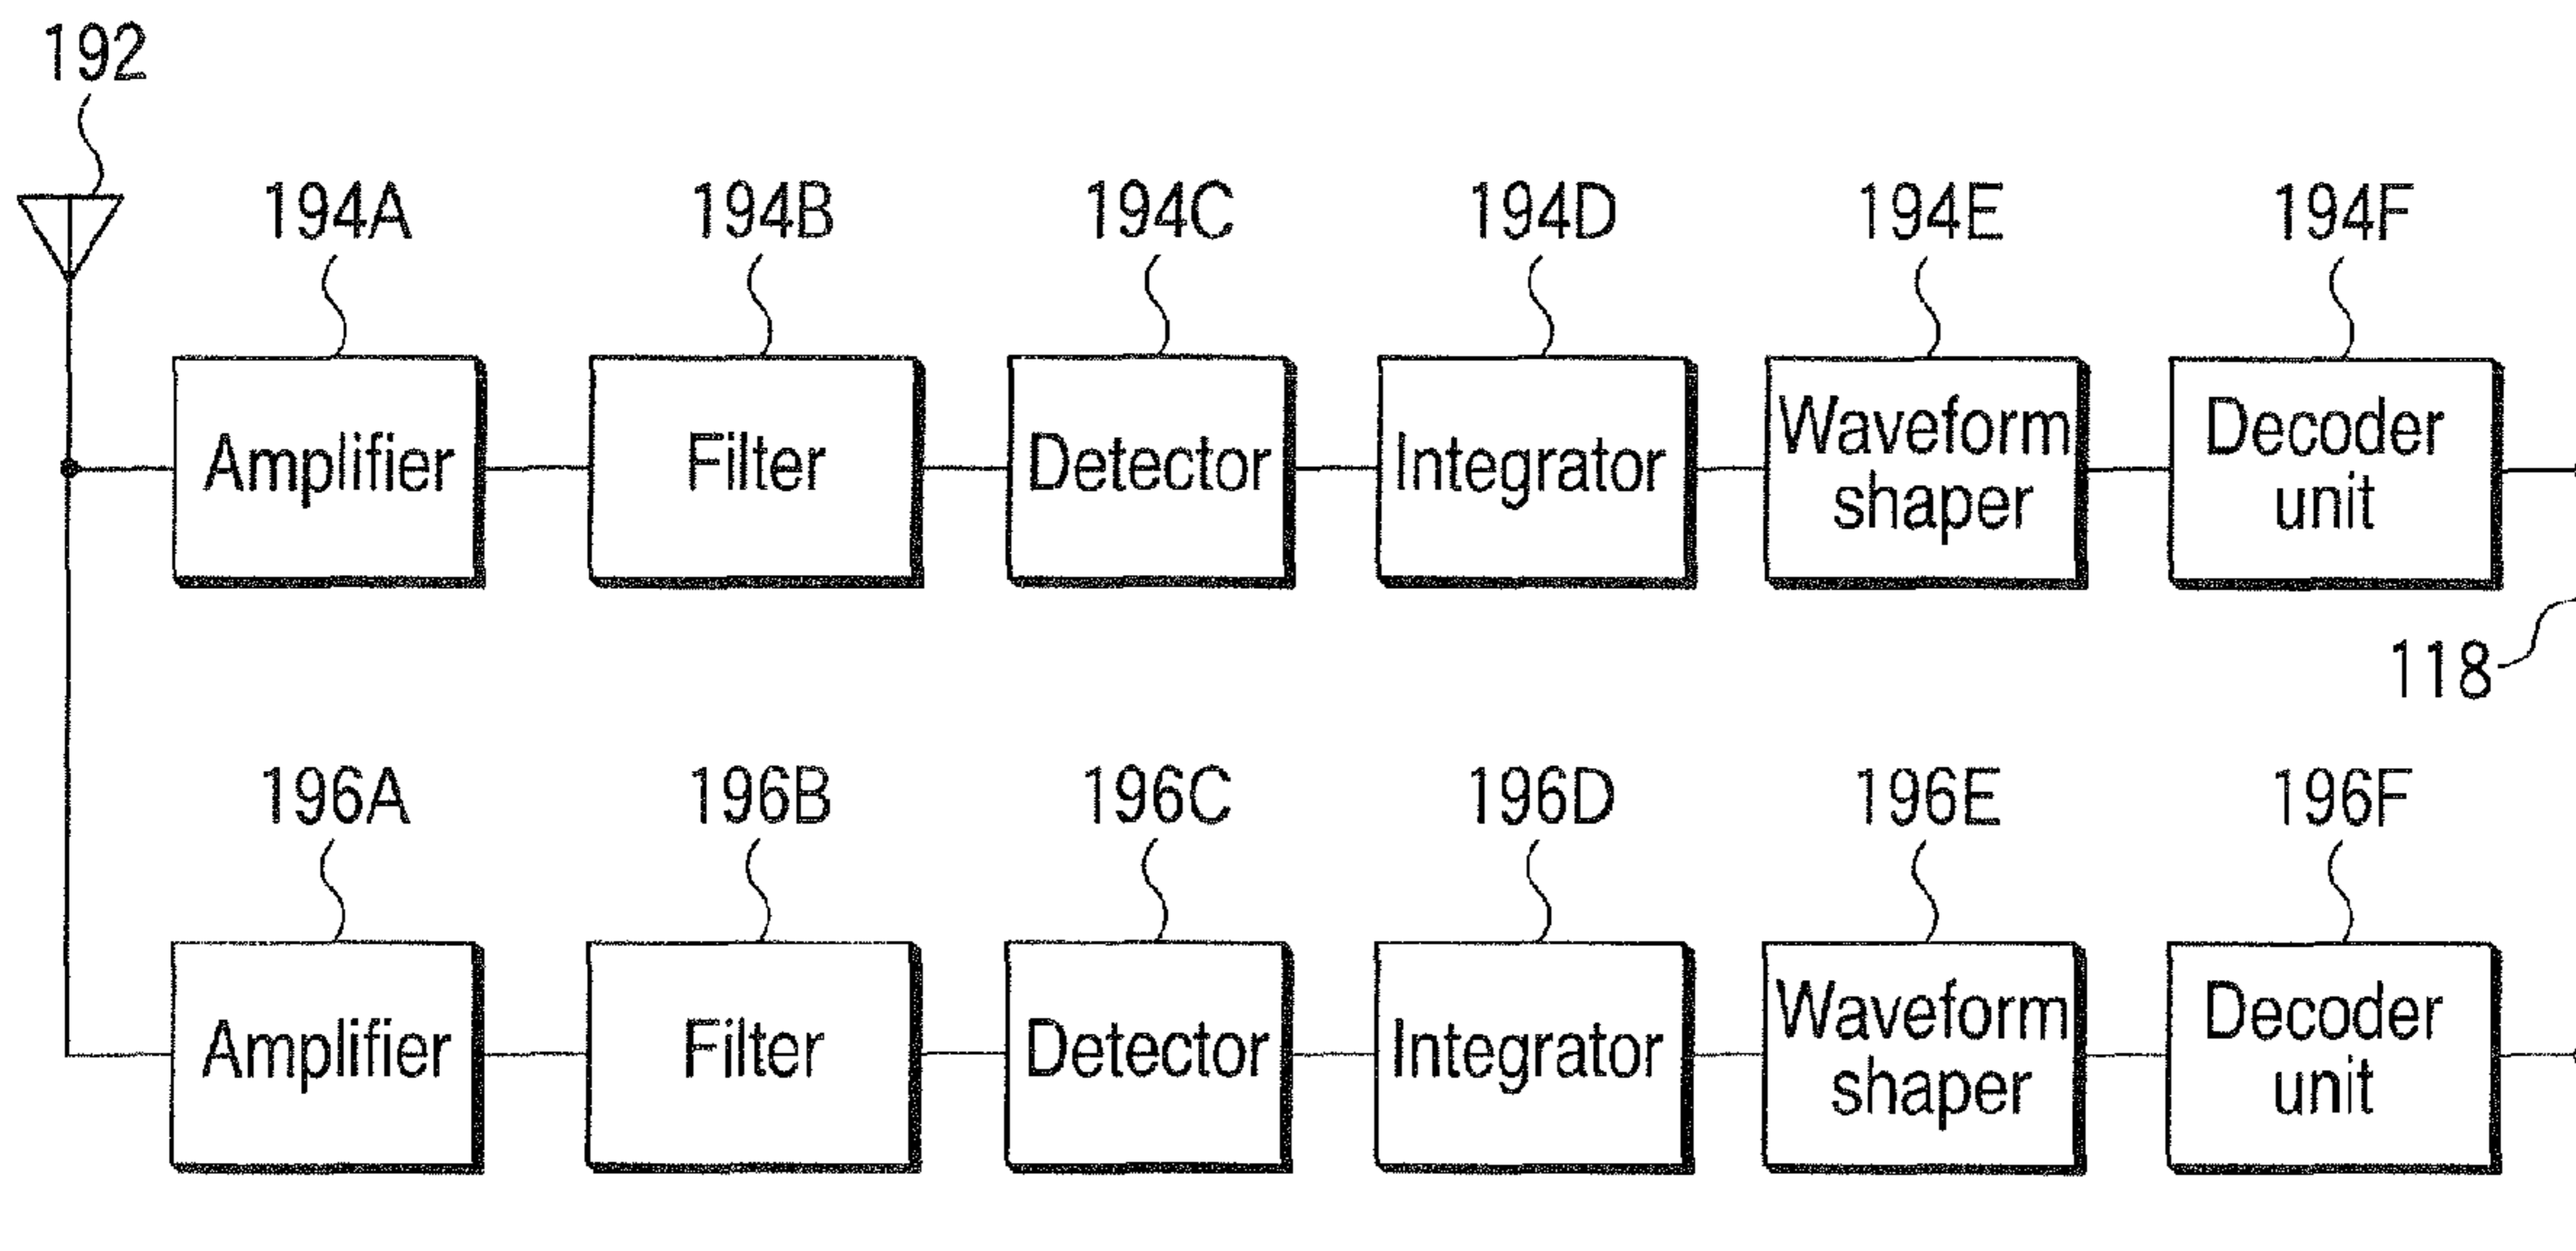 192
194A 194B 194C 194D 194E 194F
Amplifier Filter Detector Integrator Waveform shaper Decoder unit
118
196A 196B 196C 196D 196E 196F
Amplifier Filter Detector Integrator Waveform shaper Decoder unit